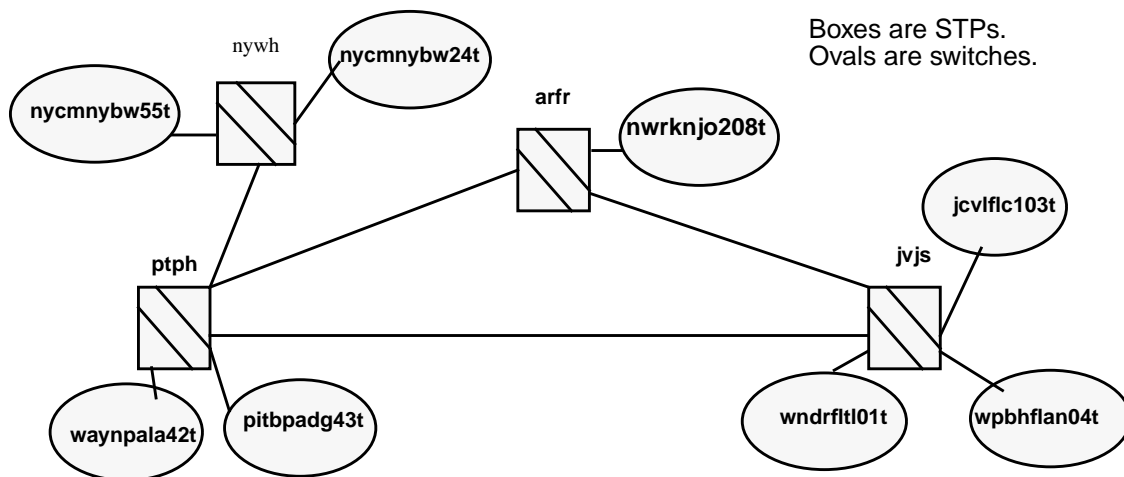 Boxes are STPs.
Ovals are switches.
nywh
nycmnybw24t
nycmnybw55t
arfr
nwrknjo208t
jcvlflc103t
ptph
jvjs
waynpala42t
pitbpadg43t
wndrfltl01t
wpbhflan04t